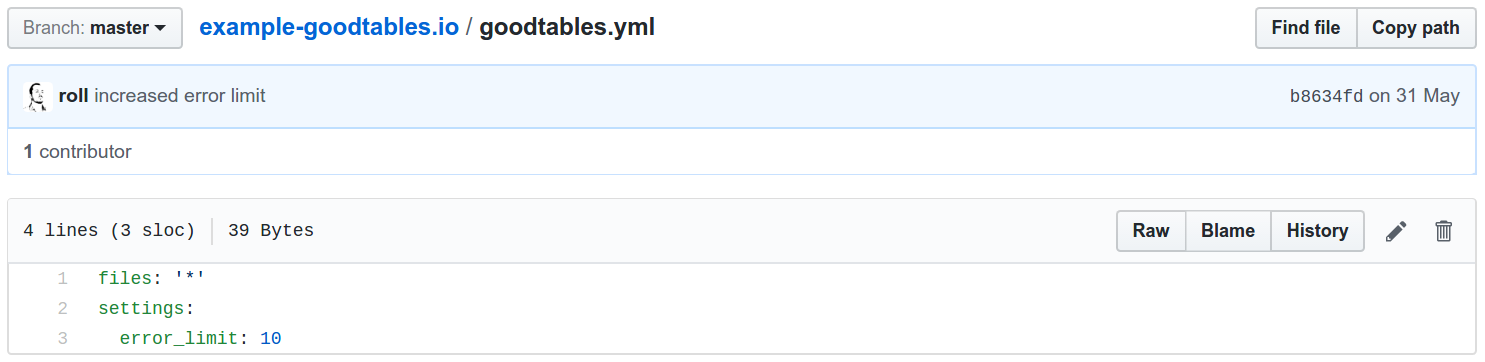 Branch: master example-goodtables.io / goodtables.yml Find file Copy path
roll increased error limit b8634fd on 31 May
1 contributor
4 lines (3 sloc) 39 Bytes Raw Blame History
1 files: '*'
2 settings:
3   error_limit: 10